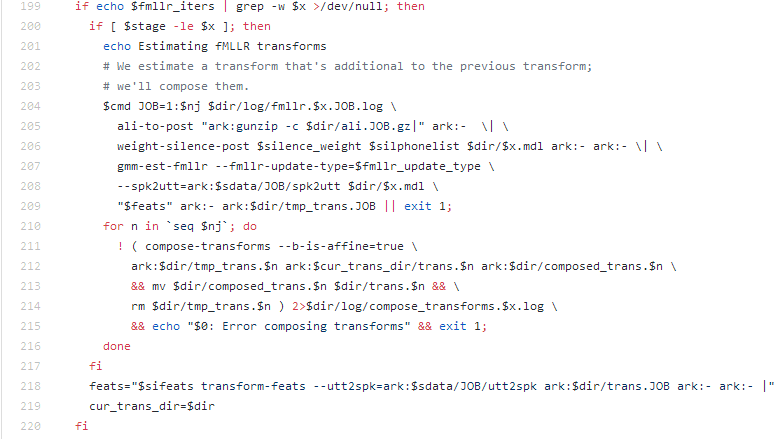 199 if echo $fmllr_iters | grep -w $x >/dev/null; then
200 if [ $stage -le $x ]; then
201 echo Estimating fMLLR transforms
202 # We estimate a transform that's additional to the previous transform;
203 # we'll compose them.
204 $cmd JOB=1:$nj $dir/log/fmllr.$x.JOB.log \
205 ali-to-post "ark:gunzip -c $dir/ali.JOB.gz|" ark:-  \| \
206 weight-silence-post $silence_weight $silphonelist $dir/$x.mdl ark:- ark:- \| \
207 gmm-est-fmllr --fmllr-update-type=$fmllr_update_type \
208 --spk2utt=ark:$sdata/JOB/spk2utt $dir/$x.mdl \
209 "$feats" ark:- ark:$dir/tmp_trans.JOB || exit 1;
210 for n in `seq $nj`; do
211 ! ( compose-transforms --b-is-affine=true \
212 ark:$dir/tmp_trans.$n ark:$cur_trans_dir/trans.$n ark:$dir/composed_trans.$n \
213 && mv $dir/composed_trans.$n $dir/trans.$n && \
214 rm $dir/tmp_trans.$n ) 2>$dir/log/compose_transforms.$x.log \
215 && echo "$0: Error composing transforms" && exit 1;
216 done
217 fi
218 feats="$sifeats transform-feats --utt2spk=ark:$sdata/JOB/utt2spk ark:$dir/trans.JOB ark:- ark:- |"
219 cur_trans_dir=$dir
220 fi